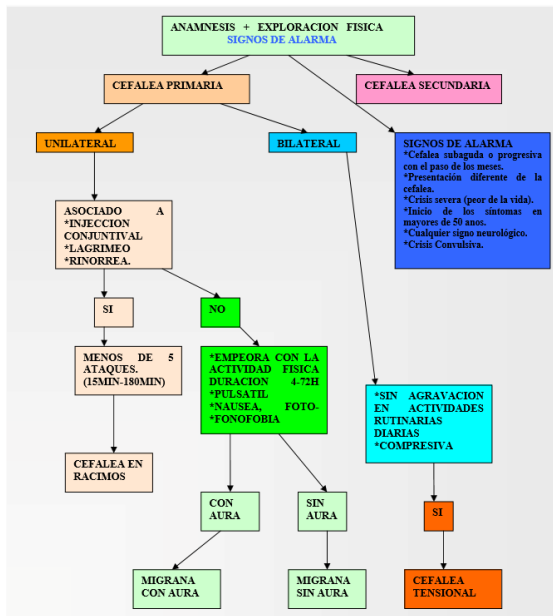 ANAMNESIS + EXPLORACION FISICA
SIGNOS DE ALARMA
CEFALEA PRIMARIA
CEFALEA SECUNDARIA
UNILATERAL
BILATERAL
SIGNOS DE ALARMA
*Cefalea subaguda o progresiva
con el paso de los meses.
*Presentación diferente de la
cefalea.
*Crisis severa (peor de la vida).
*Inicio de los síntomas en
mayores de 50 anos.
*Cualquier signo neurológico.
*Crisis Convulsiva.
ASOCIADO A
*INJECCION
CONJUNTIVAL
*LAGRIMEO
*RINORREA.
SI
NO
MENOS DE 5
ATAQUES.
(15MIN-180MIN)
*EMPEORA CON LA
ACTIVIDAD FISICA
DURACION 4-72H
*PULSATIL
*NAUSEA, FOTO-
*FONOFOBIA
*SIN AGRAVACION
EN ACTIVIDADES
RUTINARIAS
DIARIAS
*COMPRESIVA
CEFALEA EN
RACIMOS
CON
AURA
SIN
AURA
SI
MIGRANA
CON AURA
MIGRANA
SIN AURA
CEFALEA
TENSIONAL